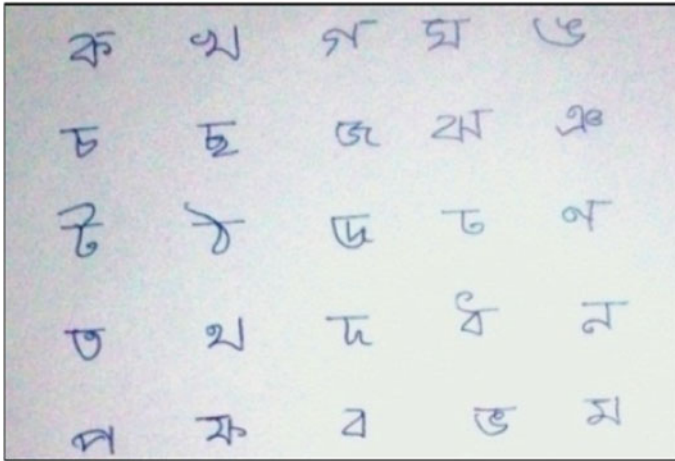 ক খ গ ঘ ঙ
চ ছ জ ঝ ঞ
ট ঠ ড ঢ ণ
ত থ দ ধ ন
প ফ ব ভ ম